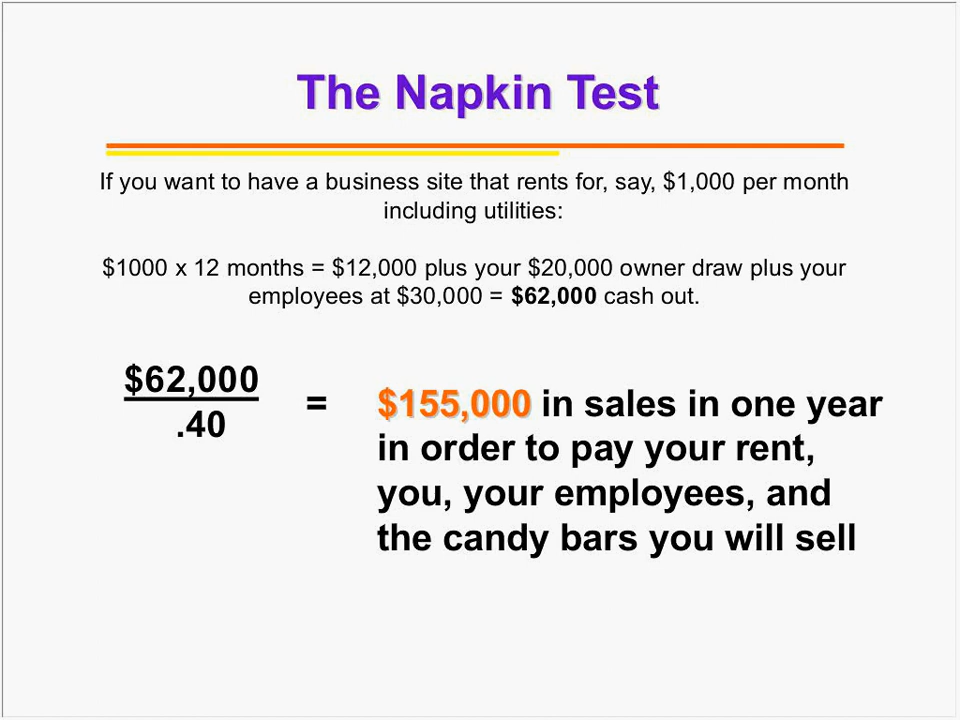 The Napkin Test
If you want to have a business site that rents for, say, $1,000 per month
including utilities:
$1000 x 12 months = $12,000 plus your $20,000 owner draw plus your
employees at $30,000 = $62,000 cash out.
$62,000
.40
=
$155,000 in sales in one year
in order to pay your rent,
you, your employees, and
the candy bars you will sell